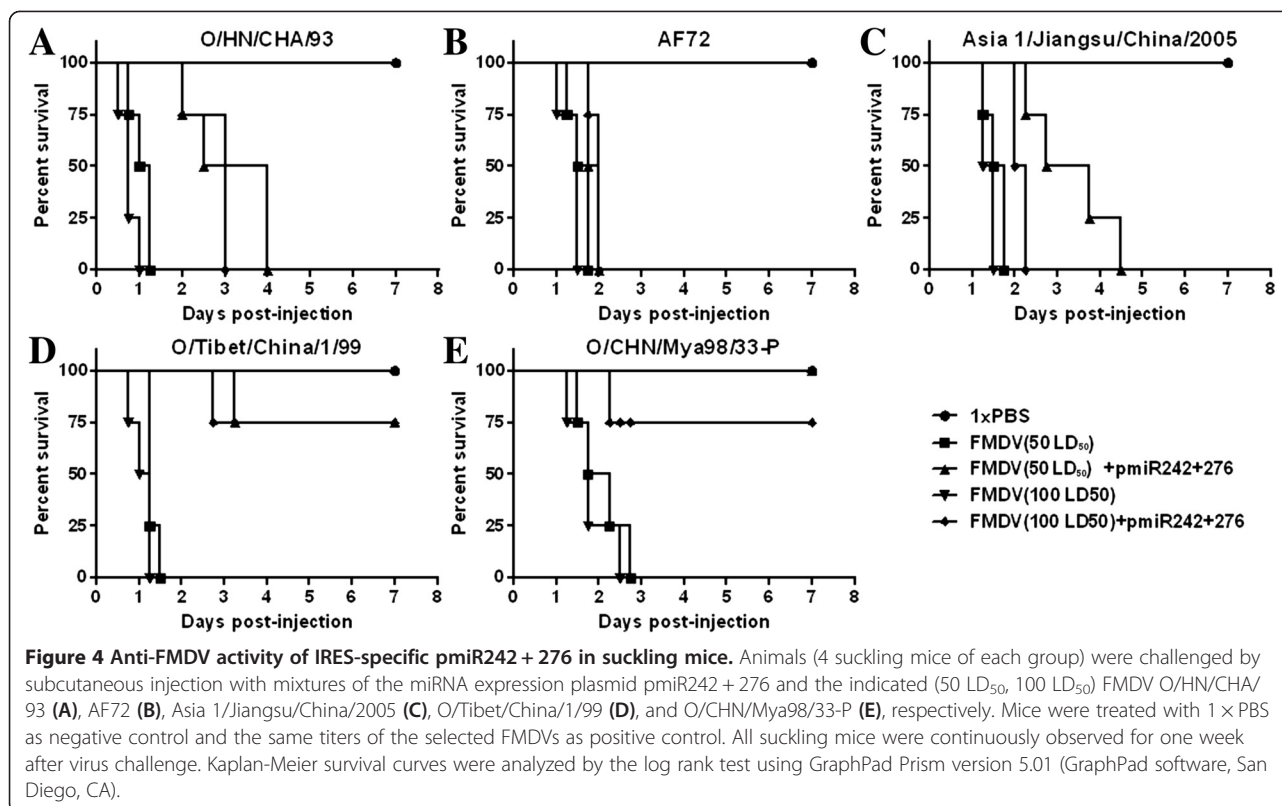 A
O/HN/CHA/93
Percent survival
100
75
50
25
0
0 1 2 3 4 5 6 7 8
Days post-injection
B
AF72
Percent survival
100
75
50
25
0
0 1 2 3 4 5 6 7 8
Days post-injection
C
Asia 1/Jiangsu/China/2005
Percent survival
100
75
50
25
0
0 1 2 3 4 5 6 7 8
Days post-injection
D
O/Tibet/China/1/99
Percent survival
100
75
50
25
0
0 1 2 3 4 5 6 7 8
Days post-injection
E
O/CHN/Mya98/33-P
Percent survival
100
75
50
25
0
0 1 2 3 4 5 6 7 8
Days post-injection
1xPBS
FMDV(50 LD₅₀)
FMDV(50 LD₅₀) +pmiR242+276
FMDV(100 LD50)
FMDV(100 LD50)+pmiR242+276
Figure 4 Anti-FMDV activity of IRES-specific pmiR242 + 276 in suckling mice. Animals (4 suckling mice of each group) were challenged by
subcutaneous injection with mixtures of the miRNA expression plasmid pmiR242 + 276 and the indicated (50 LD₅₀, 100 LD₅₀) FMDV O/HN/CHA/
93 (A), AF72 (B), Asia 1/Jiangsu/China/2005 (C), O/Tibet/China/1/99 (D), and O/CHN/Mya98/33-P (E), respectively. Mice were treated with 1 × PBS
as negative control and the same titers of the selected FMDVs as positive control. All suckling mice were continuously observed for one week
after virus challenge. Kaplan-Meier survival curves were analyzed by the log rank test using GraphPad Prism version 5.01 (GraphPad software, San
Diego, CA).